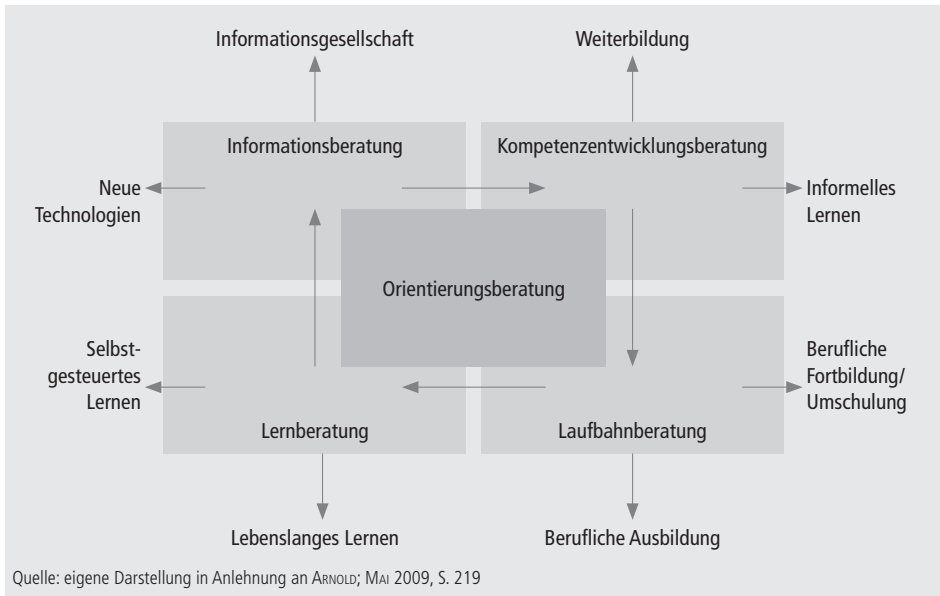 Informationsgesellschaft
Weiterbildung
Informationsberatung
Kompetenzentwicklungsberatung
Neue
Technologien
Informelles
Lernen
Orientierungsberatung
Selbst-
gesteuertes
Lernen
Berufliche
Fortbildung/
Umschulung
Lernberatung
Laufbahnberatung
Lebenslanges Lernen
Berufliche Ausbildung
Quelle: eigene Darstellung in Anlehnung an ARNOLD; MAI 2009, S. 219